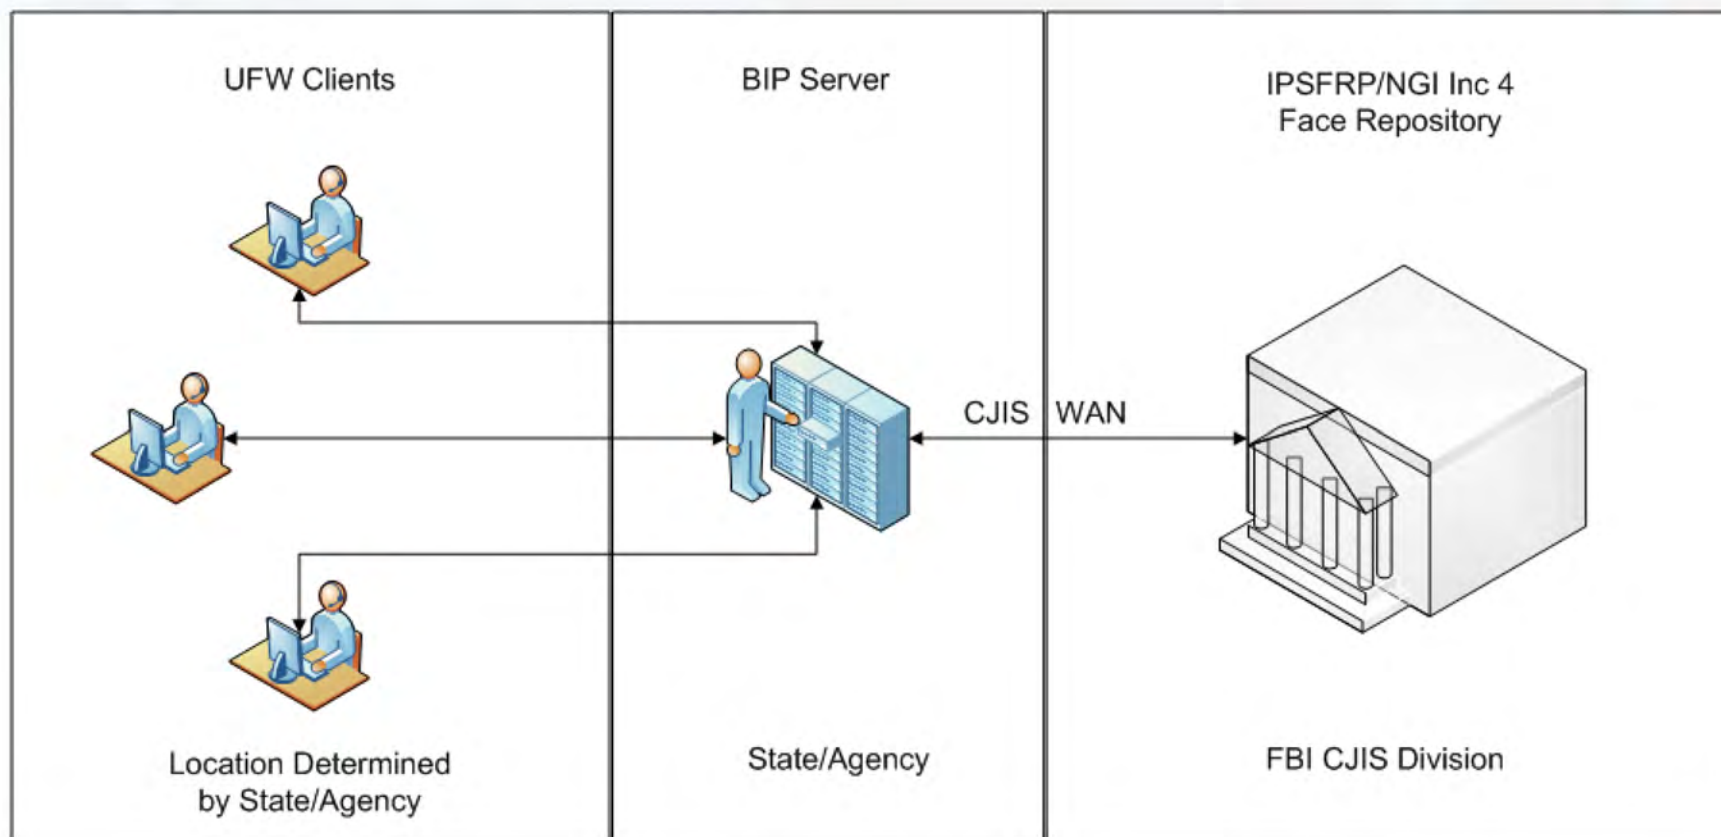 UFW Clients
BIP Server
IPSFRP/NGI Inc 4
Face Repository
CJIS WAN
Location Determined
by State/Agency
State/Agency
FBI CJIS Division